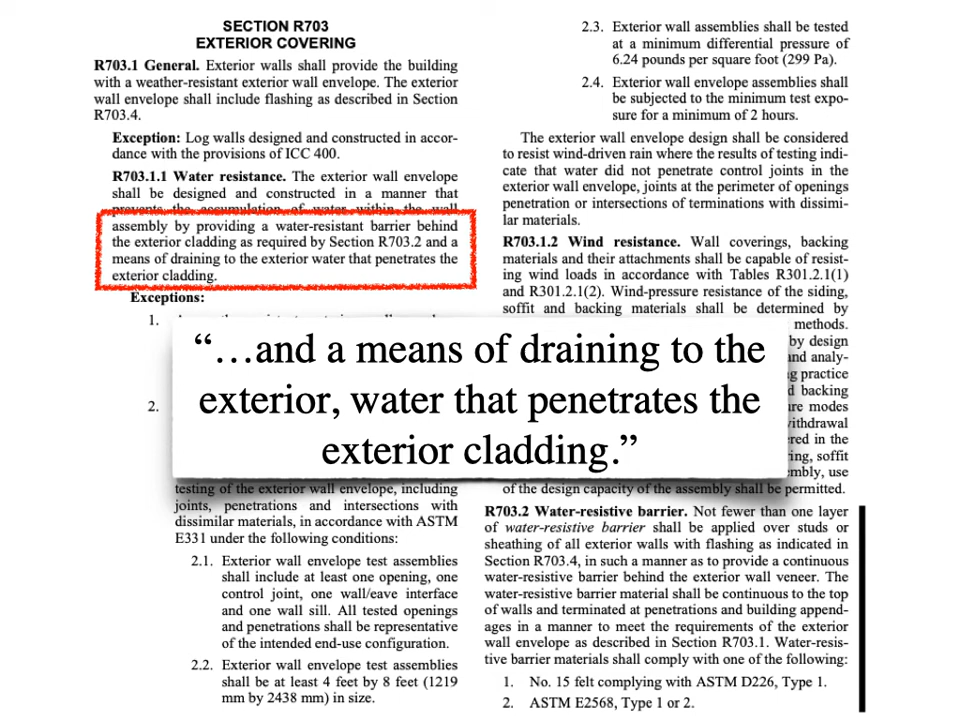 SECTION R703
EXTERIOR COVERING
R703.1 General. Exterior walls shall provide the building
with a weather-resistant exterior wall envelope. The exterior
wall envelope shall include flashing as described in Section
R703.4.
Exception: Log walls designed and constructed in accor-
dance with the provisions of ICC 400.
R703.1.1 Water resistance. The exterior wall envelope
shall be designed and constructed in a manner that
prevents the accumulation of water within the wall
assembly by providing a water-resistant barrier behind
the exterior cladding as required by Section R703.2 and a
means of draining to the exterior water that penetrates the
exterior cladding.
Exceptions:
1.
2.
“…and a means of draining to the
exterior, water that penetrates the
exterior cladding.”
testing of the exterior wall envelope, including
joints, penetrations and intersections with
dissimilar materials, in accordance with ASTM
E331 under the following conditions:
2.1. Exterior wall envelope test assemblies
shall include at least one opening, one
control joint, one wall/eave interface
and one wall sill. All tested openings
and penetrations shall be representative
of the intended end-use configuration.
2.2. Exterior wall envelope test assemblies
shall be at least 4 feet by 8 feet (1219
mm by 2438 mm) in size.
2.3. Exterior wall assemblies shall be tested
at a minimum differential pressure of
6.24 pounds per square foot (299 Pa).
2.4. Exterior wall envelope assemblies shall
be subjected to the minimum test expo-
sure for a minimum of 2 hours.
The exterior wall envelope design shall be considered
to resist wind-driven rain where the results of testing indi-
cate that water did not penetrate control joints in the
exterior wall envelope, joints at the perimeter of openings
penetration or intersections of terminations with dissimi-
lar materials.
R703.1.2 Wind resistance. Wall coverings, backing
materials and their attachments shall be capable of resist-
ing wind loads in accordance with Tables R301.2.1(1)
and R301.2.1(2). Wind-pressure resistance of the siding,
soffit and backing materials shall be determined by
methods.
by design
and analy-
practice
backing
modes
in the
soffit
use
of the design capacity of the assembly shall be permitted.
R703.2 Water-resistive barrier. Not fewer than one layer
of water-resistive barrier shall be applied over studs or
sheathing of all exterior walls with flashing as indicated in
Section R703.4, in such a manner as to provide a continuous
water-resistive barrier behind the exterior wall veneer. The
water-resistive barrier material shall be continuous to the top
of walls and terminated at penetrations and building append-
ages in a manner to meet the requirements of the exterior
wall envelope as described in Section R703.1. Water-resis-
tive barrier materials shall comply with one of the following:
1. No. 15 felt complying with ASTM D226, Type 1.
2. ASTM E2568, Type 1 or 2.